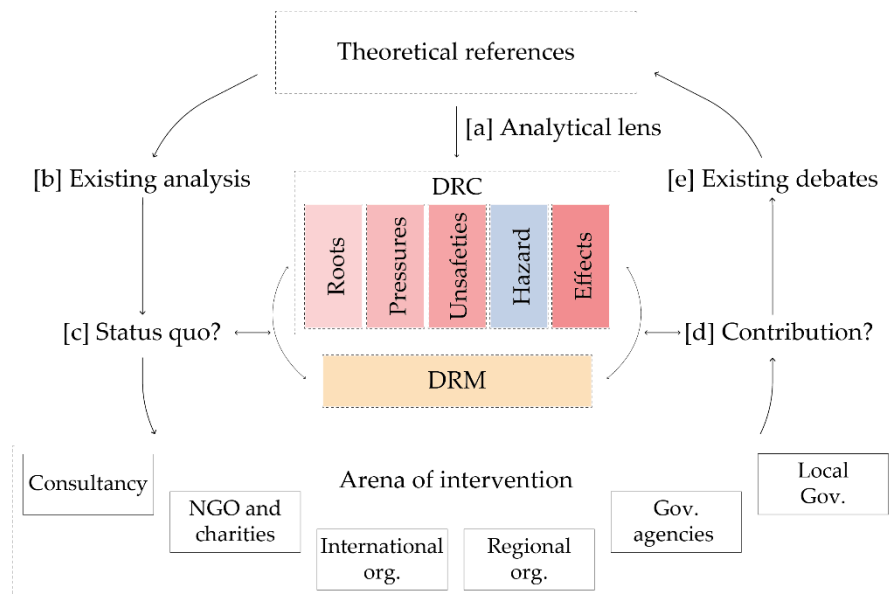 Theoretical references
[a] Analytical lens
[b] Existing analysis
DRC
[e] Existing debates
Roots
Pressures
Unsafeties
Hazard
Effects
[c] Status quo?
[d] Contribution?
DRM
Arena of intervention
Consultancy
NGO and
charities
International
org.
Regional
org.
Gov.
agencies
Local
Gov.